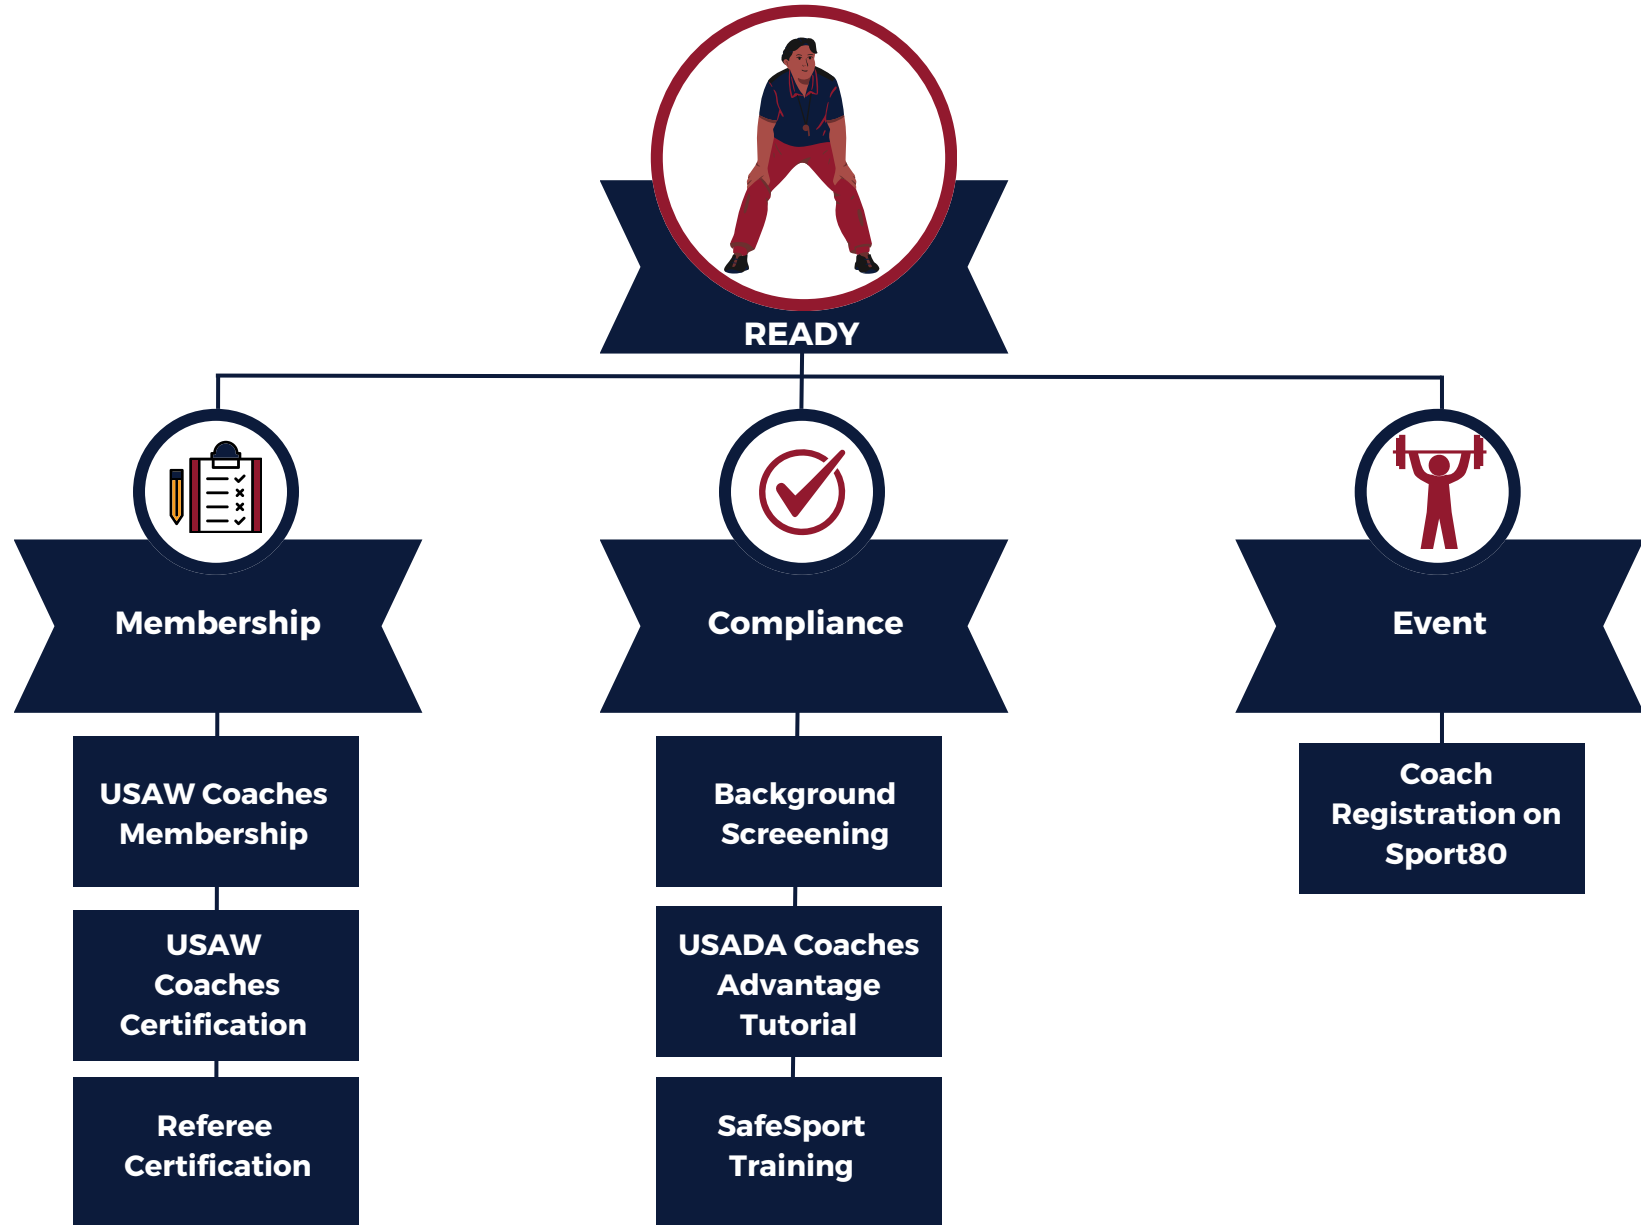 READY
Membership
Compliance
Event
USAW Coaches
Membership
USAW
Coaches
Certification
Referee
Certification
Background
Screeening
USADA Coaches
Advantage
Tutorial
SafeSport
Training
Coach
Registration on
Sport80